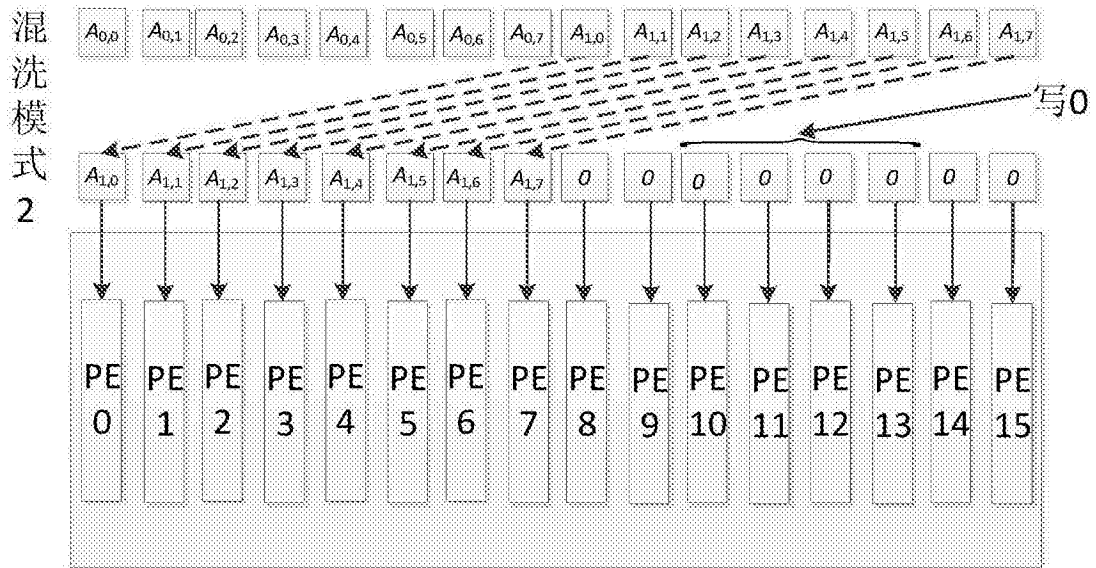 混洗模式2
A0,0 A0,1 A0,2 A0,3 A0,4 A0,5 A0,6 A0,7 A1,0 A1,1 A1,2 A1,3 A1,4 A1,5 A1,6 A1,7
写0
A1,0 A1,1 A1,2 A1,3 A1,4 A1,5 A1,6 A1,7 0 0 0 0 0 0 0 0
PE PE PE PE PE PE PE PE PE PE PE PE PE PE PE PE
0 1 2 3 4 5 6 7 8 9 10 11 12 13 14 15